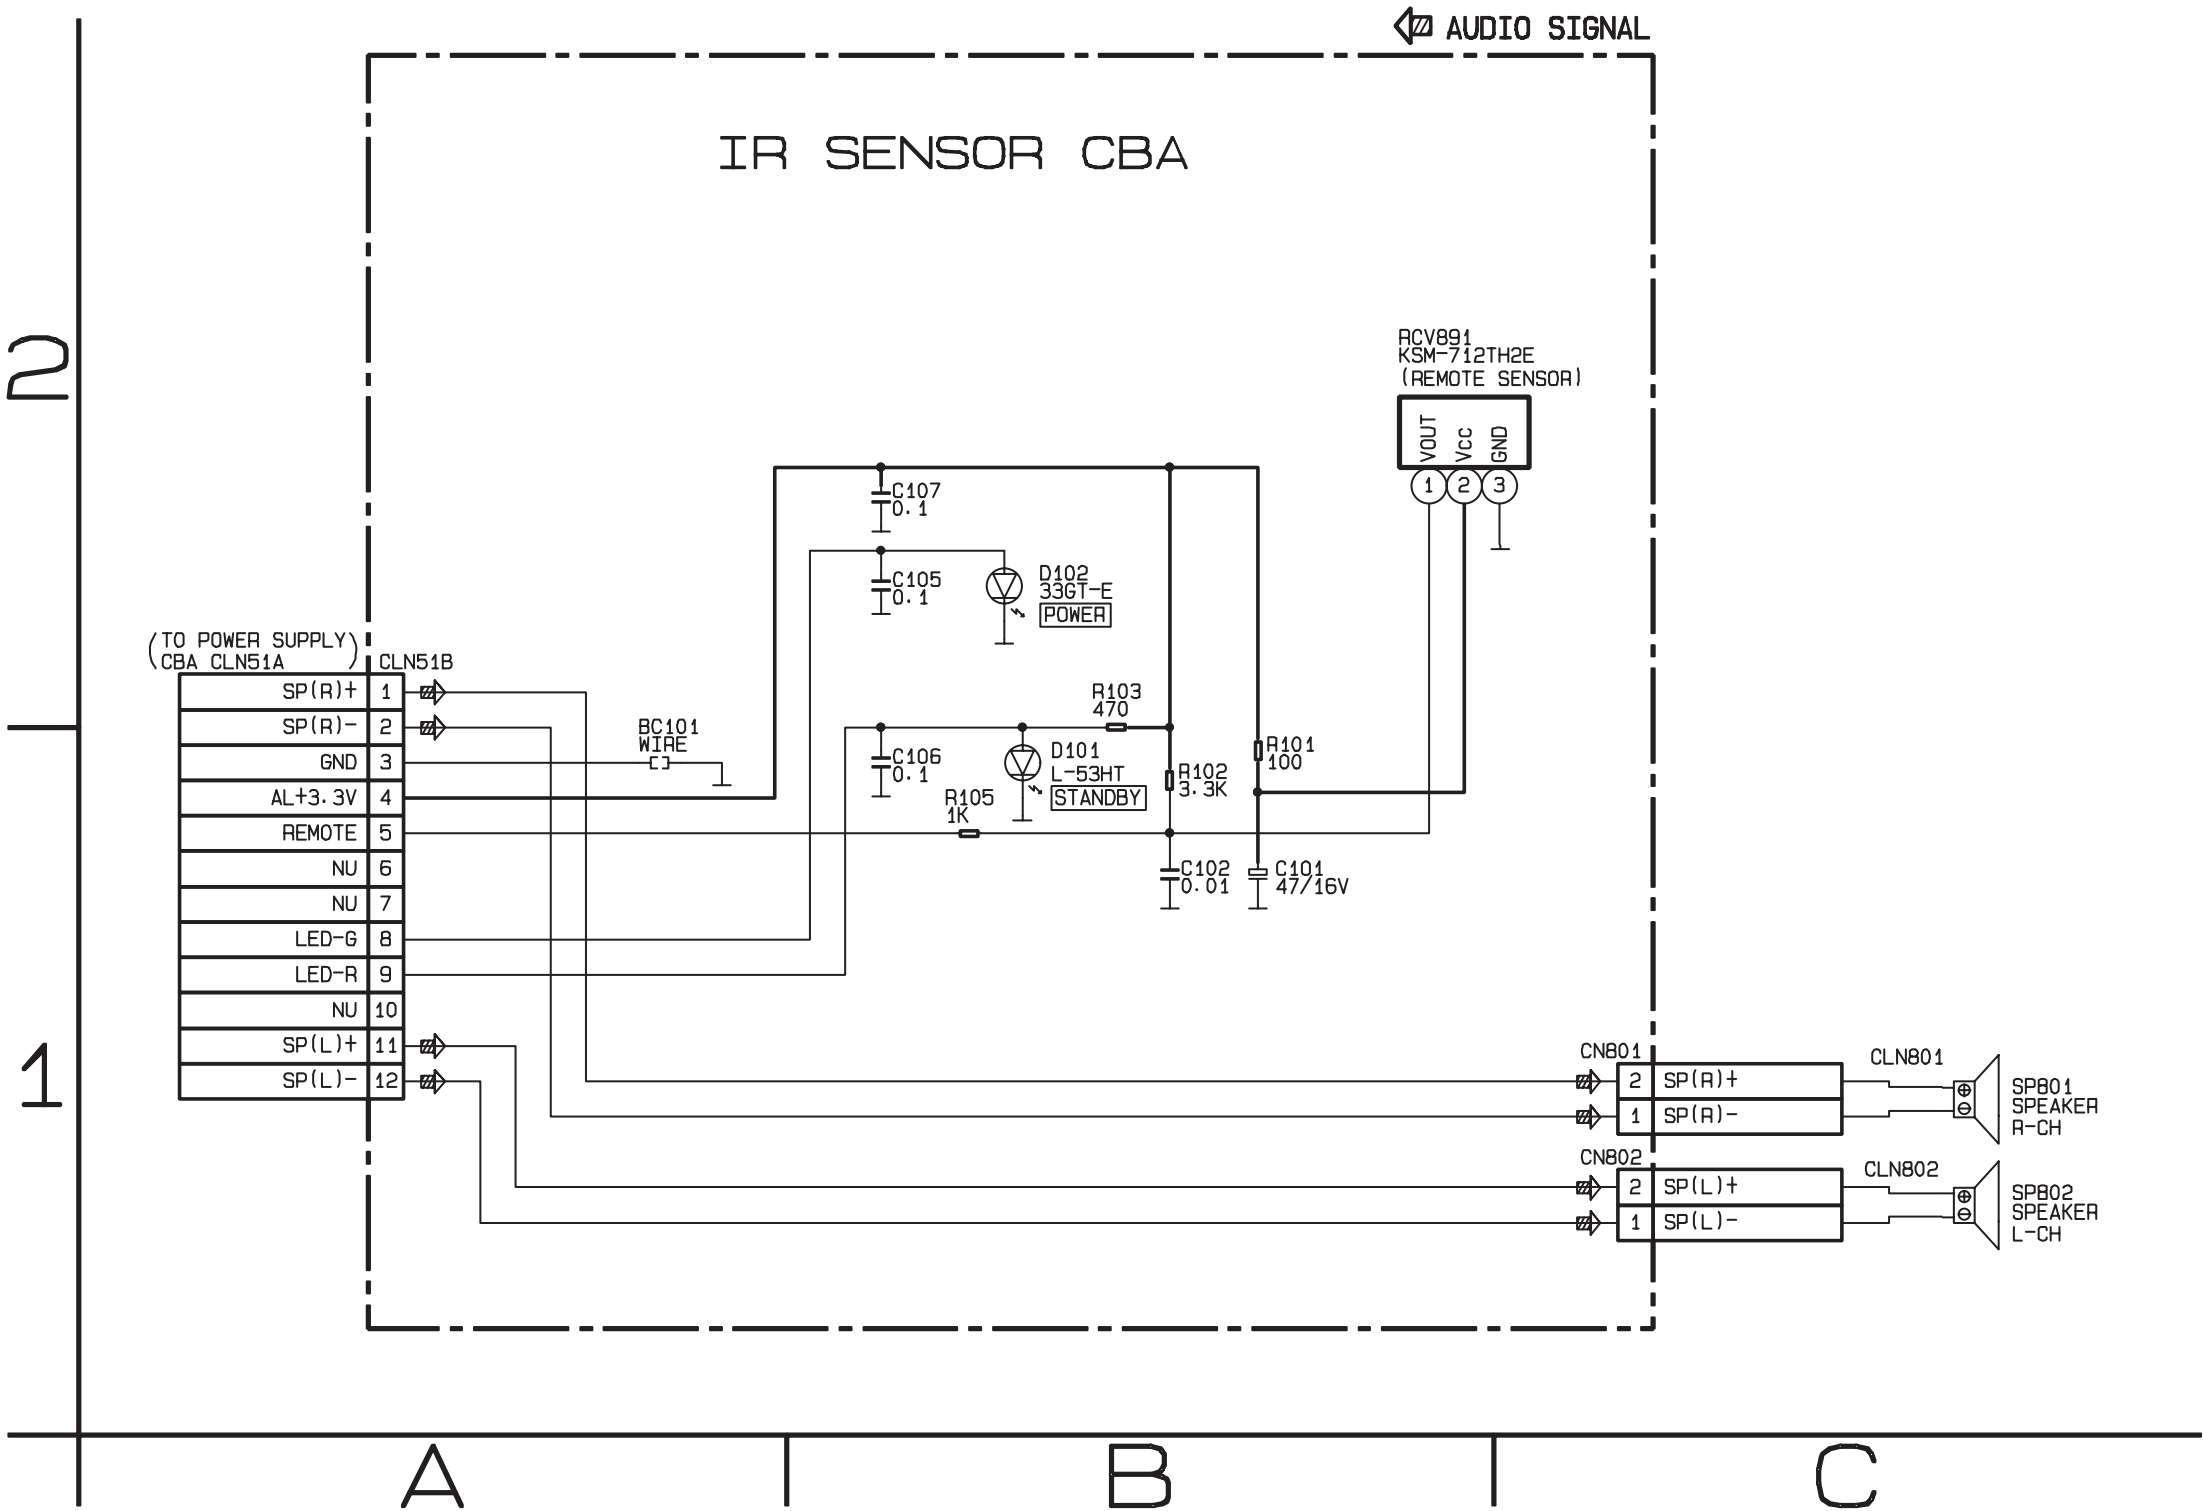 AUDIO SIGNAL
IR SENSOR CBA
2
RCV891
KSM-712TH2E
(REMOTE SENSOR)
VOUT
Vcc
GND
1 2 3
C107
0.1
C105
0.1
D102
33GT-E
POWER
(TO POWER SUPPLY)
(CBA CLN51A )
CLN51B
SP(R)+ 1
SP(R)- 2
GND 3
AL+3.3V 4
REMOTE 5
NU 6
NU 7
LED-G 8
LED-R 9
NU 10
SP(L)+ 11
SP(L)- 12
BC101
WIRE
R103
470
C106
0.1
D101
L-53HT
STANDBY
R105
1K
R102
3.3K
R101
100
C102
0.01
C101
47/16V
1
CN801
2 SP(R)+
1 SP(R)-
CLN801
SP801
SPEAKER
R-CH
CN802
2 SP(L)+
1 SP(L)-
CLN802
SP802
SPEAKER
L-CH
A B C